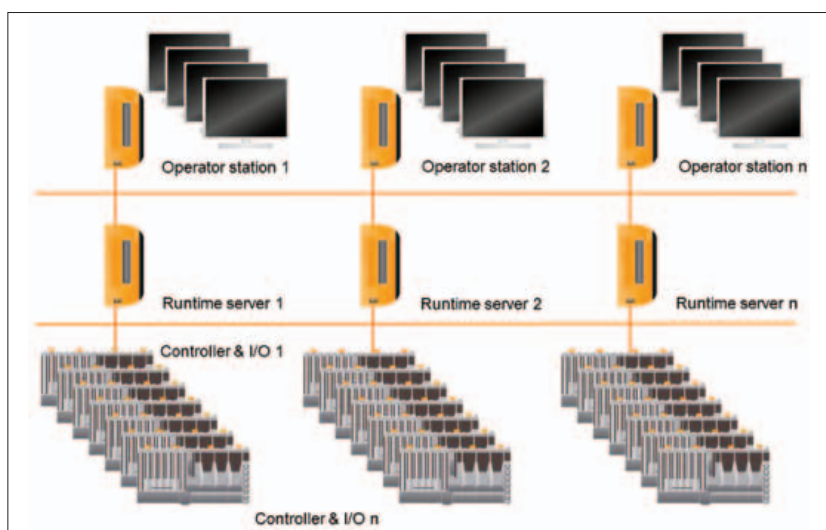 Operator station 1
Operator station 2
Operator station n
Runtime server 1
Runtime server 2
Runtime server n
Controller & I/O 1
Controller & I/O n